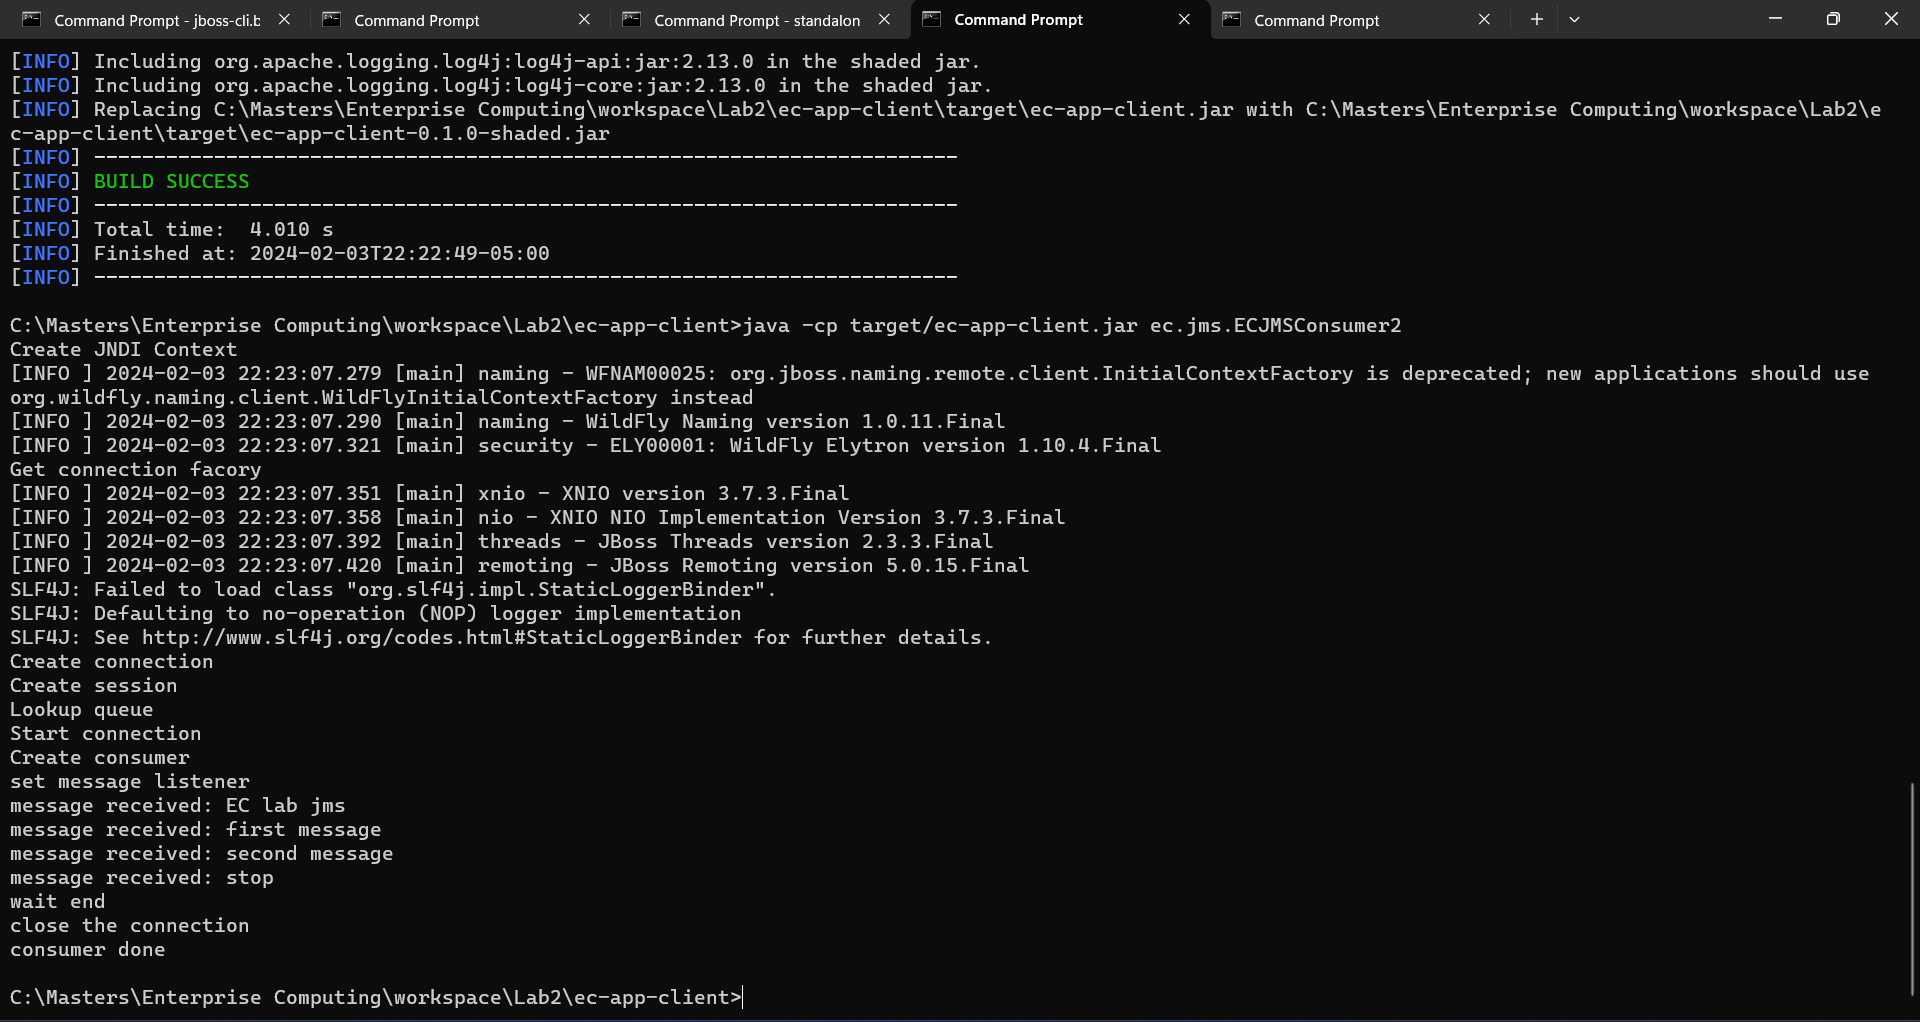 Command Prompt - jboss-cli.b
Command Prompt
Command Prompt - standalon
Command Prompt
Command Prompt
[INFO] Including org.apache.logging.log4j:log4j-api:jar:2.13.0 in the shaded jar.
[INFO] Including org.apache.logging.log4j:log4j-core:jar:2.13.0 in the shaded jar.
[INFO] Replacing C:\Masters\Enterprise Computing\workspace\Lab2\ec-app-client\target\ec-app-client.jar with C:\Masters\Enterprise Computing\workspace\Lab2\e
c-app-client\target\ec-app-client-0.1.0-shaded.jar
[INFO] ------------------------------------------------------------------------
[INFO] BUILD SUCCESS
[INFO] ------------------------------------------------------------------------
[INFO] Total time:  4.010 s
[INFO] Finished at: 2024-02-03T22:22:49-05:00
[INFO] ------------------------------------------------------------------------
C:\Masters\Enterprise Computing\workspace\Lab2\ec-app-client>java -cp target/ec-app-client.jar ec.jms.ECJMSConsumer2
Create JNDI Context
[INFO ] 2024-02-03 22:23:07.279 [main] naming - WFNAM00025: org.jboss.naming.remote.client.InitialContextFactory is deprecated; new applications should use
org.wildfly.naming.client.WildFlyInitialContextFactory instead
[INFO ] 2024-02-03 22:23:07.290 [main] naming - WildFly Naming version 1.0.11.Final
[INFO ] 2024-02-03 22:23:07.321 [main] security - ELY00001: WildFly Elytron version 1.10.4.Final
Get connection facory
[INFO ] 2024-02-03 22:23:07.351 [main] xnio - XNIO version 3.7.3.Final
[INFO ] 2024-02-03 22:23:07.358 [main] nio - XNIO NIO Implementation Version 3.7.3.Final
[INFO ] 2024-02-03 22:23:07.392 [main] threads - JBoss Threads version 2.3.3.Final
[INFO ] 2024-02-03 22:23:07.420 [main] remoting - JBoss Remoting version 5.0.15.Final
SLF4J: Failed to load class "org.slf4j.impl.StaticLoggerBinder".
SLF4J: Defaulting to no-operation (NOP) logger implementation
SLF4J: See http://www.slf4j.org/codes.html#StaticLoggerBinder for further details.
Create connection
Create session
Lookup queue
Start connection
Create consumer
set message listener
message received: EC lab jms
message received: first message
message received: second message
message received: stop
wait end
close the connection
consumer done
C:\Masters\Enterprise Computing\workspace\Lab2\ec-app-client>